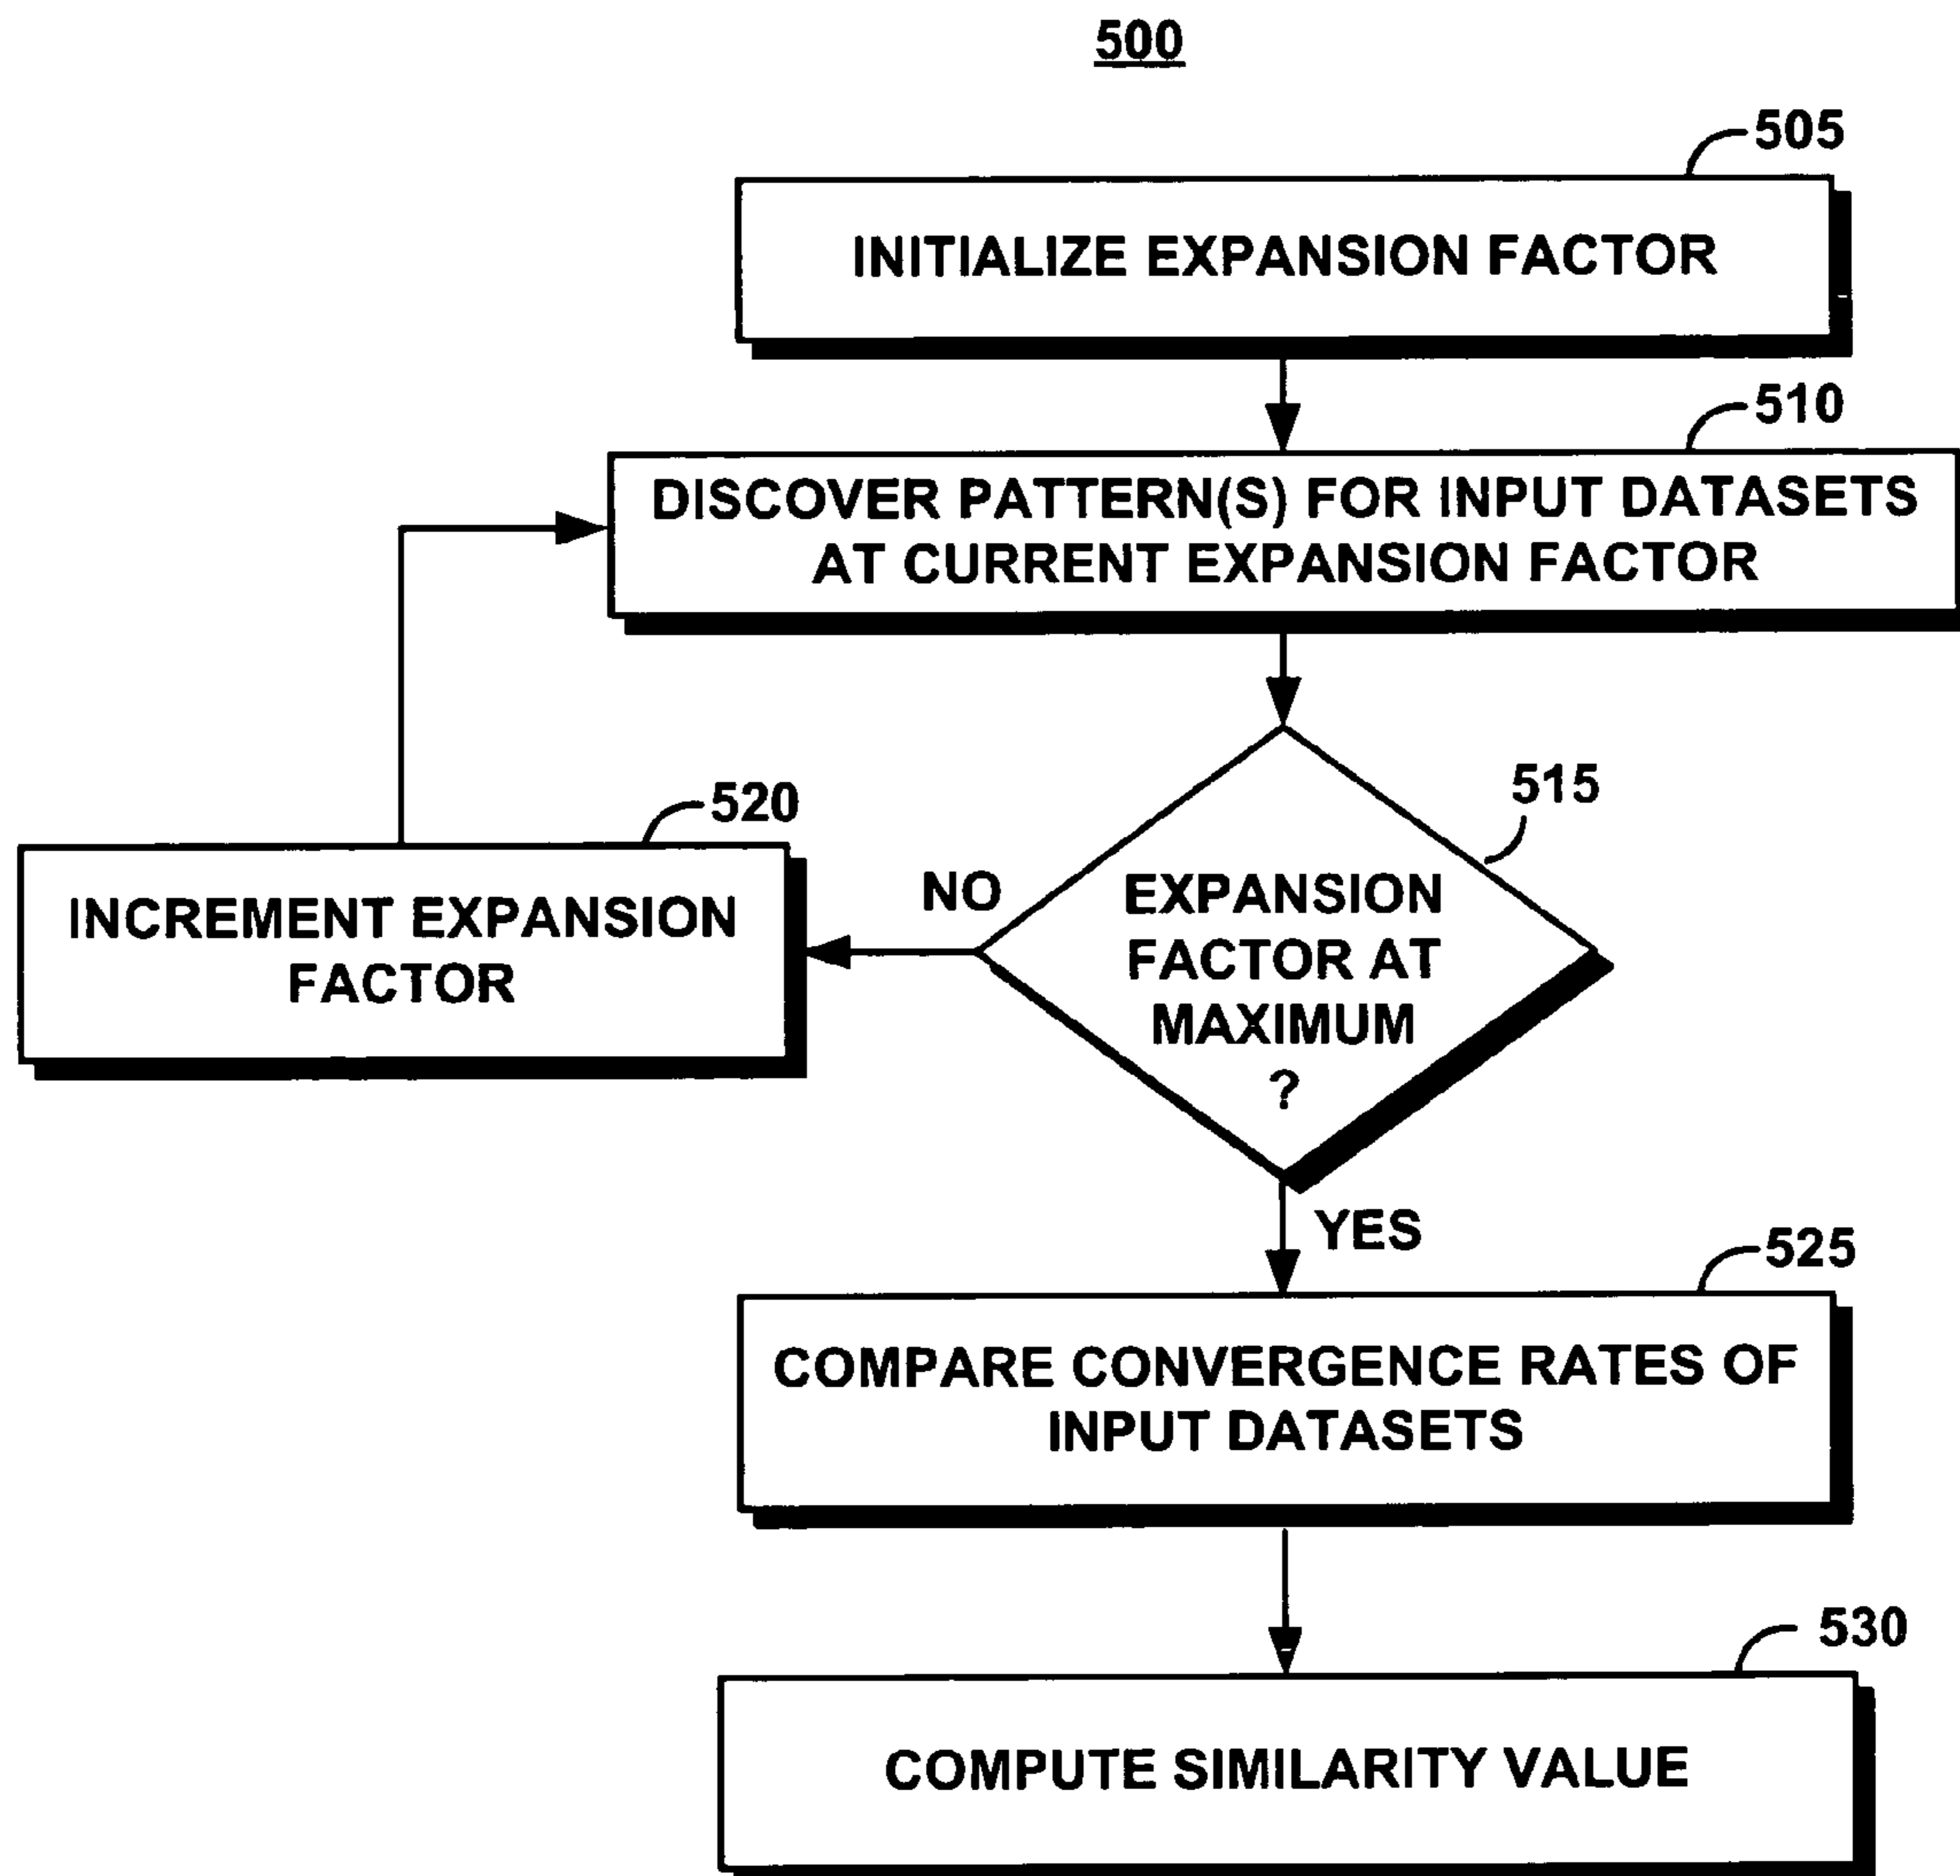 500
505
INITIALIZE EXPANSION FACTOR
510
DISCOVER PATTERN(S) FOR INPUT DATASETS
AT CURRENT EXPANSION FACTOR
515
EXPANSION
FACTOR AT
MAXIMUM
?
NO
520
INCREMENT EXPANSION
FACTOR
YES
525
COMPARE CONVERGENCE RATES OF
INPUT DATASETS
530
COMPUTE SIMILARITY VALUE